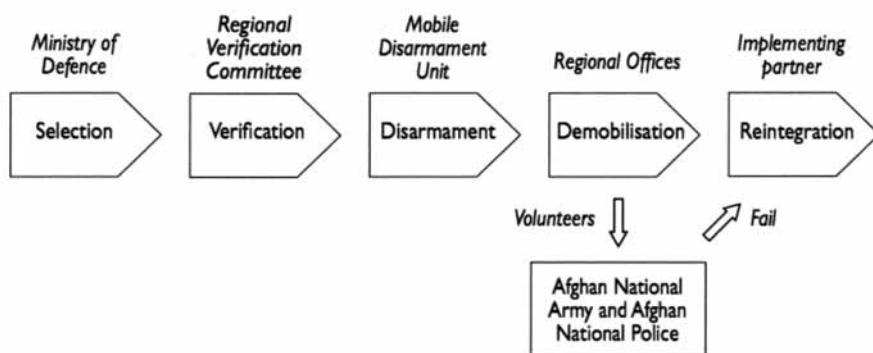 Ministry of
Defence
Regional
Verification
Committee
Mobile
Disarmament
Unit
Regional Offices
Implementing
partner
Selection
Verification
Disarmament
Demobilisation
Reintegration
Volunteers
Fail
Afghan National
Army and Afghan
National Police